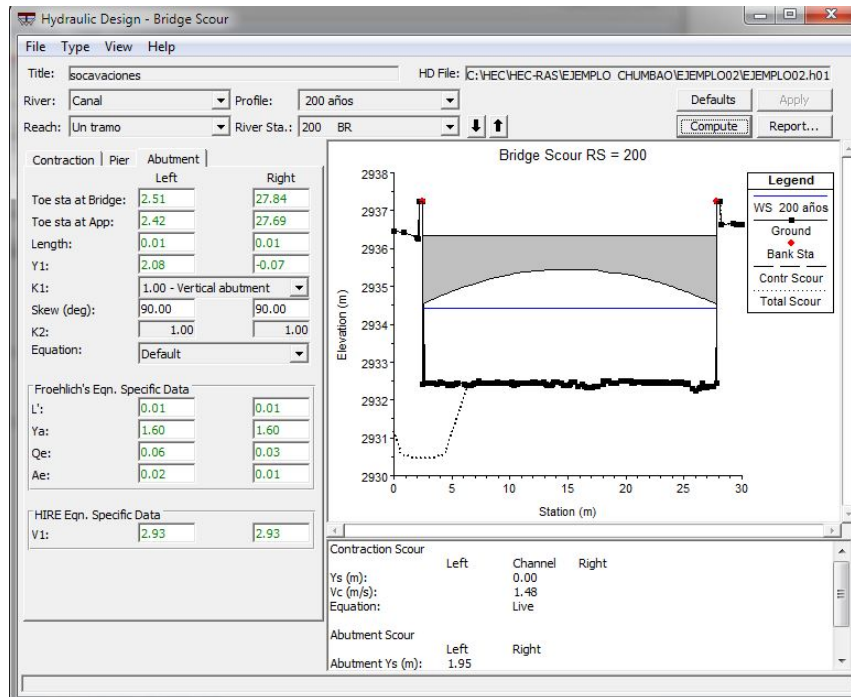 Hydraulic Design - Bridge Scour
File Type View Help
Title: socavaciones HD File: C:\HEC\HEC-RAS\EJEMPLO CHUMBAO\EJEMPLO02\EJEMPLO02.h01
River: Canal Profile: 200 años Defaults Apply
Reach: Un tramo River Sta.: 200 BR Compute Report...
Contraction Pier Abutment
Left Right
Toe sta at Bridge: 2.51 27.84
Toe sta at App: 2.42 27.69
Length: 0.01 0.01
Y1: 2.08 -0.07
K1: 1.00 - Vertical abutment
Skew (deg): 90.00 90.00
K2: 1.00 1.00
Equation: Default
Froehlich's Eqn. Specific Data
L': 0.01 0.01
Ya: 1.60 1.60
Qe: 0.06 0.03
Ae: 0.02 0.01
HIRE Eqn. Specific Data
V1: 2.93 2.93
Bridge Scour RS = 200
2938
2937
2936
2935
2934
2933
2932
2931
2930
Elevation (m)
0 5 10 15 20 25 30
Station (m)
Legend
WS 200 años
Ground
Bank Sta
Contr Scour
Total Scour
Contraction Scour
Left Channel Right
Ys (m): 0.00
Vc (m/s): 1.48
Equation: Live
Abutment Scour
Left Right
Abutment Ys (m): 1.95